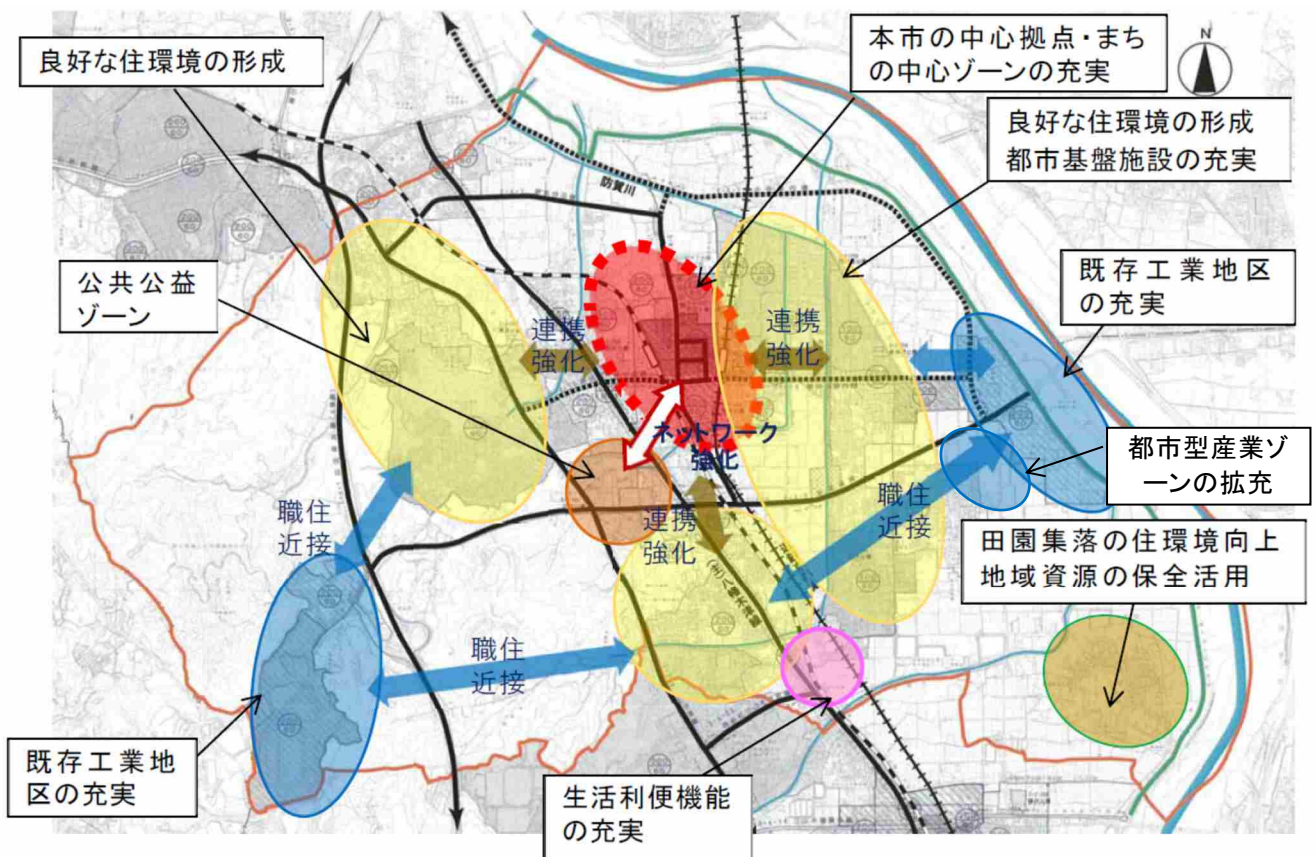 良好な住環境の形成
本市の中心拠点・まち
の中心ゾーンの充実
N
良好な住環境の形成
都市基盤施設の充実
防賀川
公共公益
ゾーン
既存工業地区
の充実
連携
強化
連携
強化
ネットワーク
強化
都市型産業ゾ
ーンの拡充
職住
近接
職住
近接
連携
強化
田園集落の住環境向上
地域資源の保全活用
(主)八幡木津線
職住
近接
既存工業地
区の充実
生活利便機能
の充実